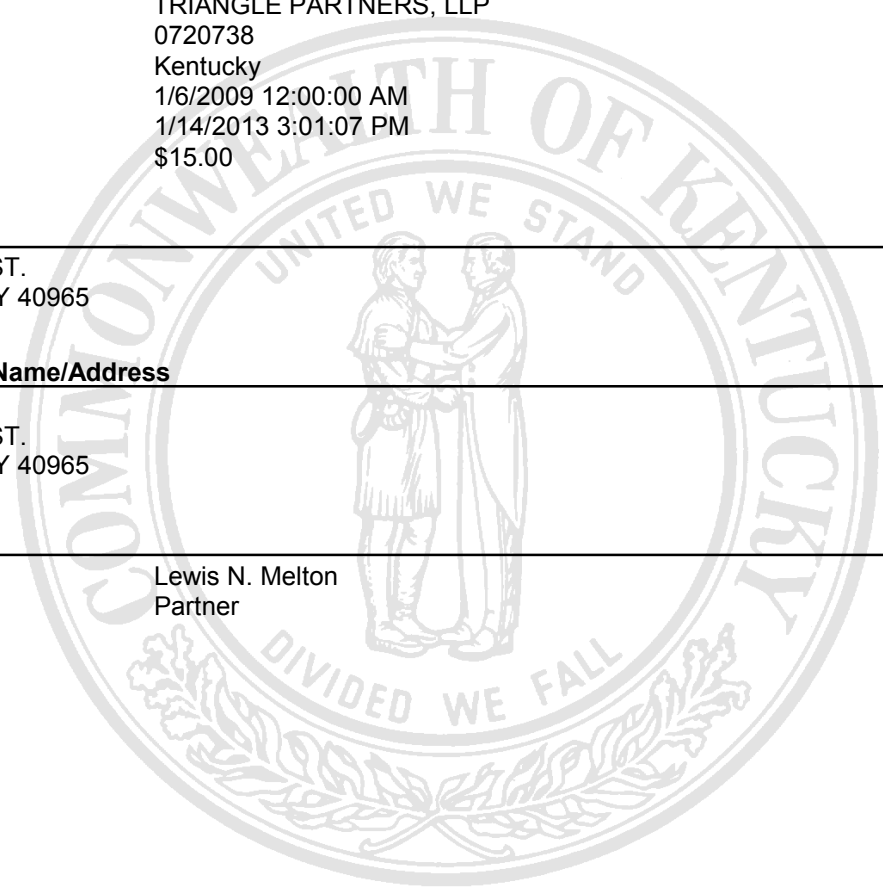 TRIANGLE PARTNERS, LLP
0720738
Kentucky
1/6/2009 12:00:00 AM
1/14/2013 3:01:07 PM
$15.00
ST.
Y 40965
Name/Address
ST.
Y 40965
Lewis N. Melton
Partner
COMMONWEALTH OF KENTUCKY
UNITED WE STAND
DIVIDED WE FALL